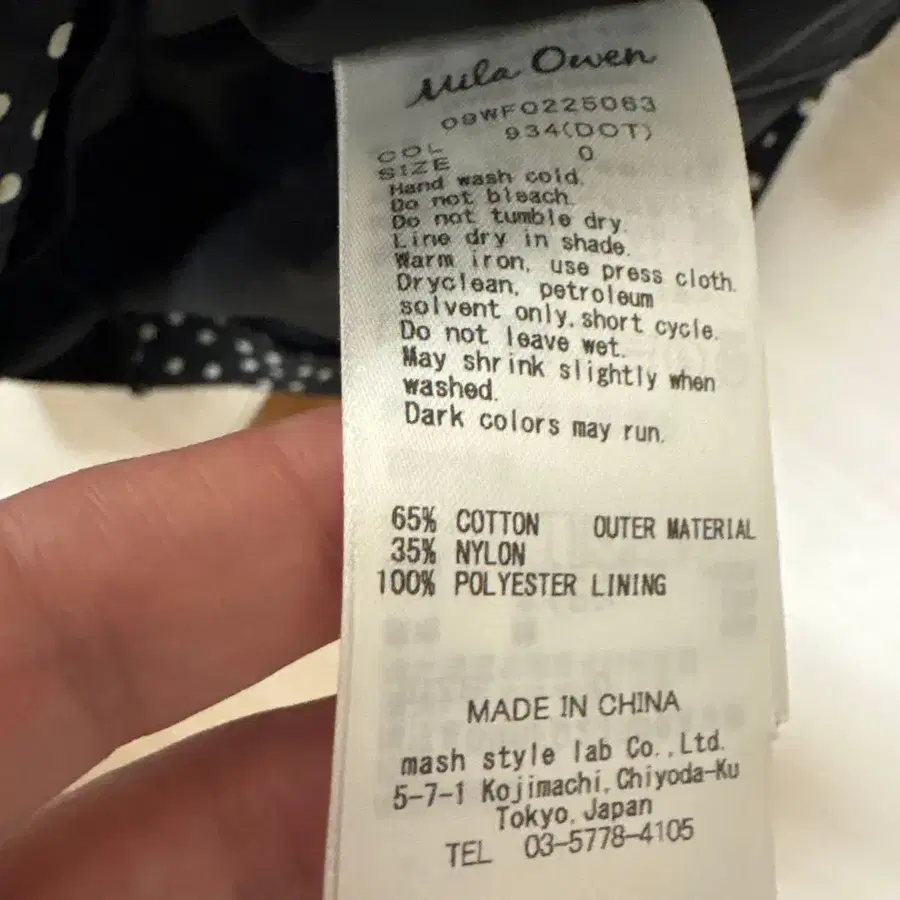 Mila Owen
09WFO225063
COL 934(DOT)
SIZE 0
Hand wash cold.
Do not bleach.
Do not tumble dry.
Line dry in shade.
Warm iron, use press cloth.
Dryclean, petroleum
solvent only, short cycle.
Do not leave wet.
May shrink slightly when
washed.
Dark colors may run.
65% COTTON OUTER MATERIAL
35% NYLON
100% POLYESTER LINING
MADE IN CHINA
mash style lab Co.,Ltd.
5-7-1 Kojimachi, Chiyoda-Ku
Tokyo, Japan
TEL 03-5778-4105